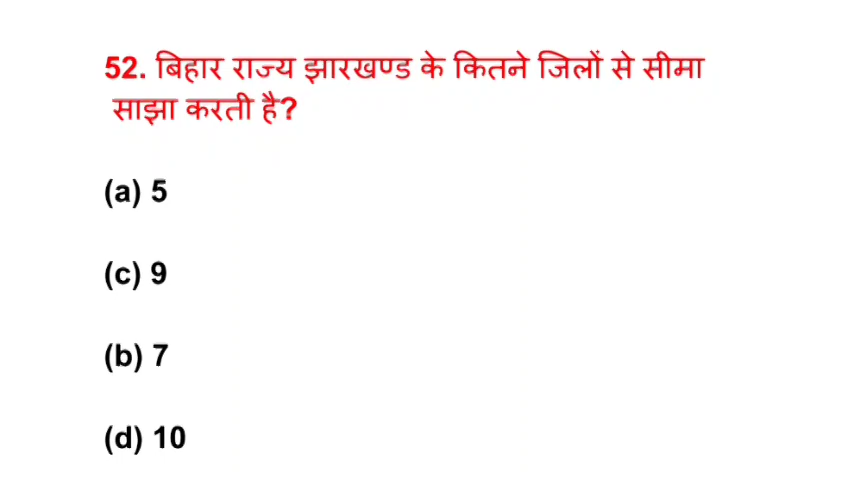 52. बिहार राज्य झारखण्ड के कितने जिलों से सीमा
साझा करती है?
(a) 5
(c) 9
(b) 7
(d) 10